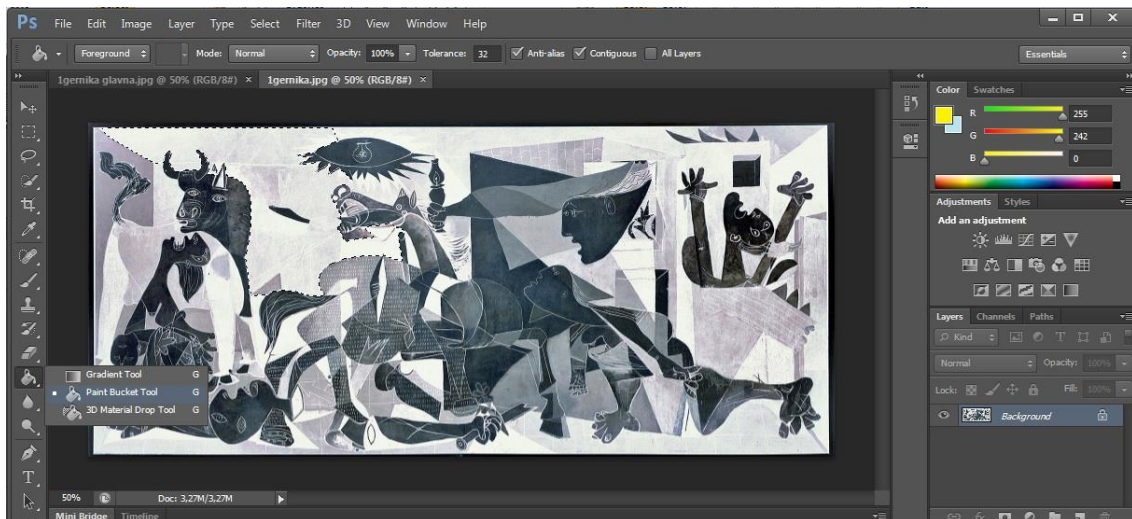 Ps File Edit Image Layer Type Select Filter 3D View Window Help
Foreground Mode: Normal Opacity: 100% Tolerance: 32 Anti-alias Contiguous All Layers Essentials
1gernika glavna.jpg @ 50% (RGB/8#) × 1gernika.jpg @ 50% (RGB/8#) ×
Color Swatches
R 255
G 242
B 0
Adjustments Styles
Add an adjustment
Layers Channels Paths
Kind
Normal Opacity: 100%
Lock: Fill: 100%
Background
Gradient Tool G
Paint Bucket Tool G
3D Material Drop Tool G
T
50% Doc: 3,27M/3,27M
Mini Bridge Timeline
fx